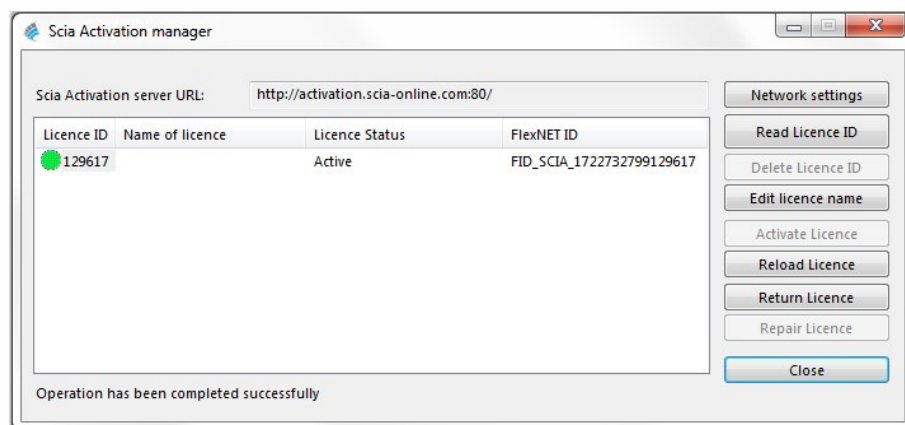 Scia Activation manager
Scia Activation server URL: http://activation.scia-online.com:80/
Network settings
Licence ID Name of licence Licence Status FlexNET ID
Read Licence ID
129617 Active FID_SCIA_1722732799129617
Delete Licence ID
Edit licence name
Activate Licence
Reload Licence
Return Licence
Repair Licence
Close
Operation has been completed successfully